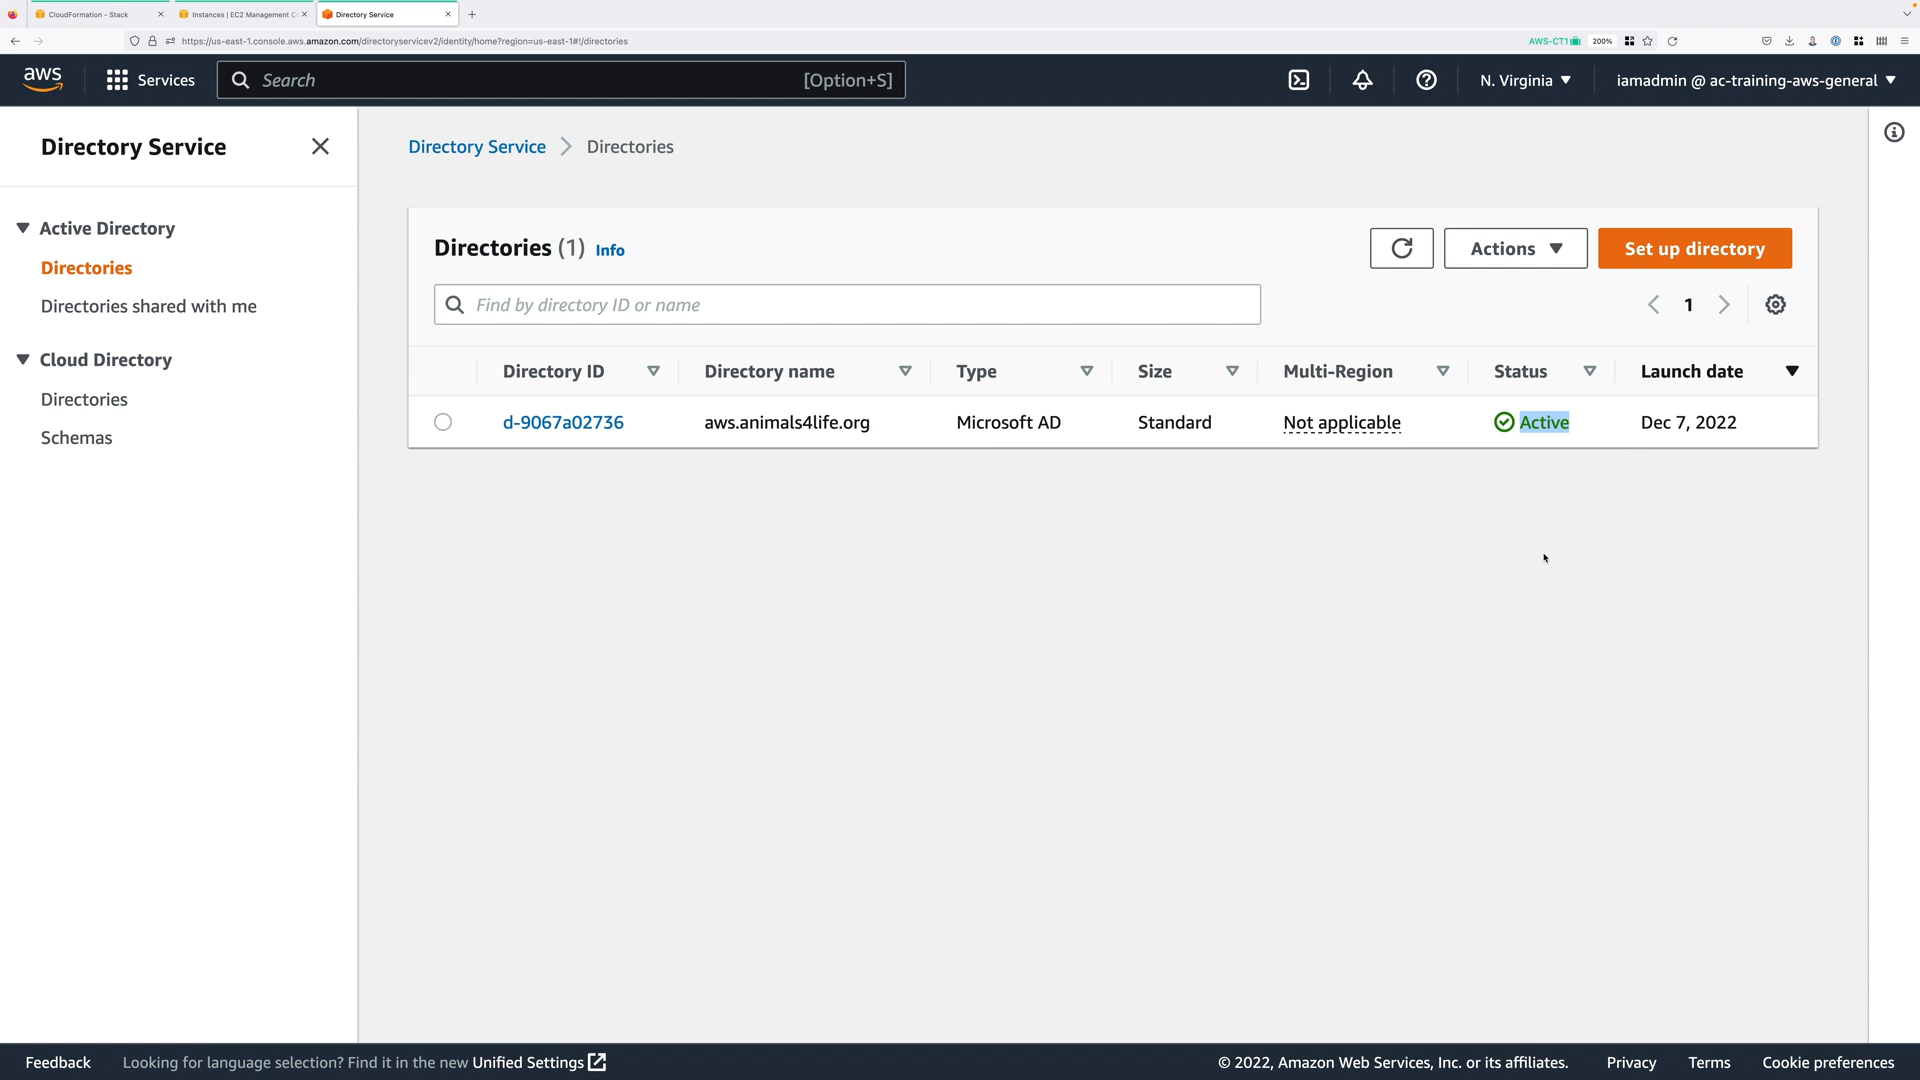 CloudFormation - Stack
Instances | EC2 Management Co
Directory Service
https://us-east-1.console.aws.amazon.com/directoryservicev2/identity/home?region=us-east-1#!/directories
AWS-CT1
200%
aws
Services
Search
[Option+S]
N. Virginia
iamadmin @ ac-training-aws-general
Directory Service
Active Directory
Directories
Directories shared with me
Cloud Directory
Directories
Schemas
Directory Service
Directories
Directories (1) Info
Actions
Set up directory
Find by directory ID or name
1
Directory ID Directory name Type Size Multi-Region Status Launch date
d-9067a02736 aws.animals4life.org Microsoft AD Standard Not applicable Active Dec 7, 2022
Feedback
Looking for language selection? Find it in the new Unified Settings
© 2022, Amazon Web Services, Inc. or its affiliates.
Privacy
Terms
Cookie preferences